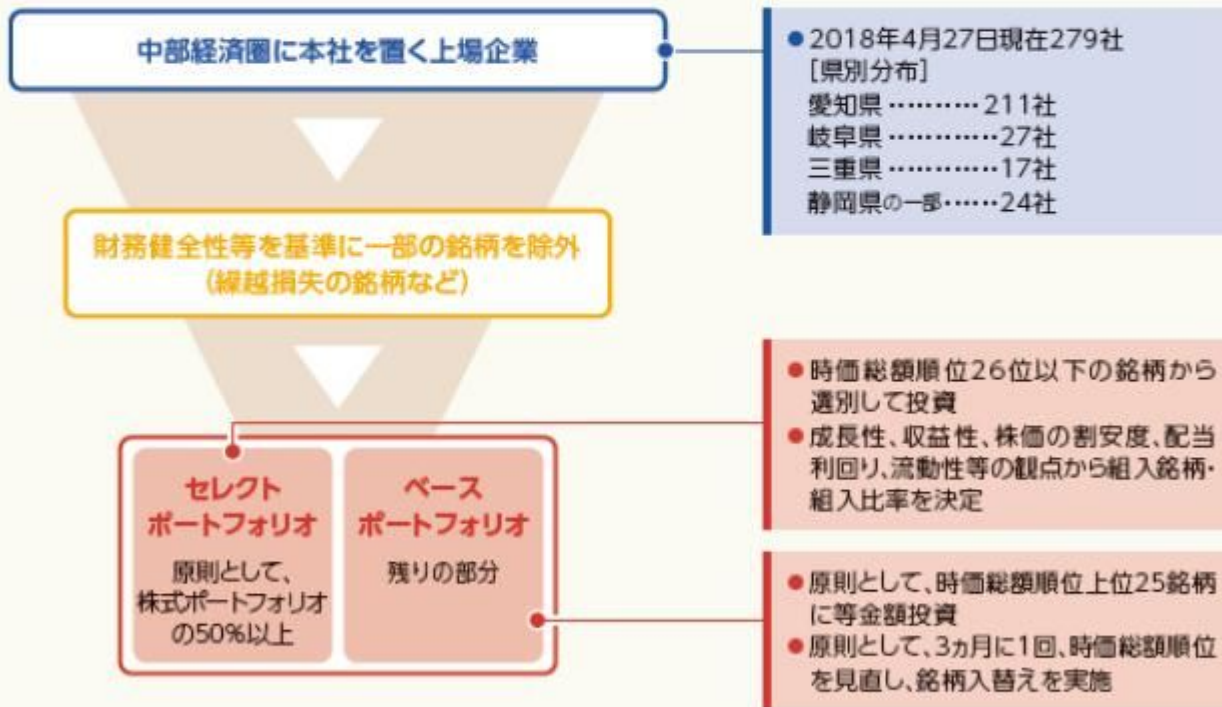 中部経済圏に本社を置く上場企業
●2018年4月27日現在279社
[県別分布]
愛知県………… 211社
岐阜県…………27社
三重県…………17社
静岡県の一部……24社
財務健全性等を基準に一部の銘柄を除外
(繰越損失の銘柄など)
セレクト
ポートフォリオ
原則として、
株式ポートフォリオ
の50%以上
ベース
ポートフォリオ
残りの部分
●時価総額順位26位以下の銘柄から
選別して投資
●成長性、収益性、株価の割安度、配当
利回り、流動性等の観点から組入銘柄・
組入比率を決定
●原則として、時価総額順位上位25銘柄
に等金額投資
●原則として、3ヵ月に1回、時価総額順位
を見直し、銘柄入替えを実施